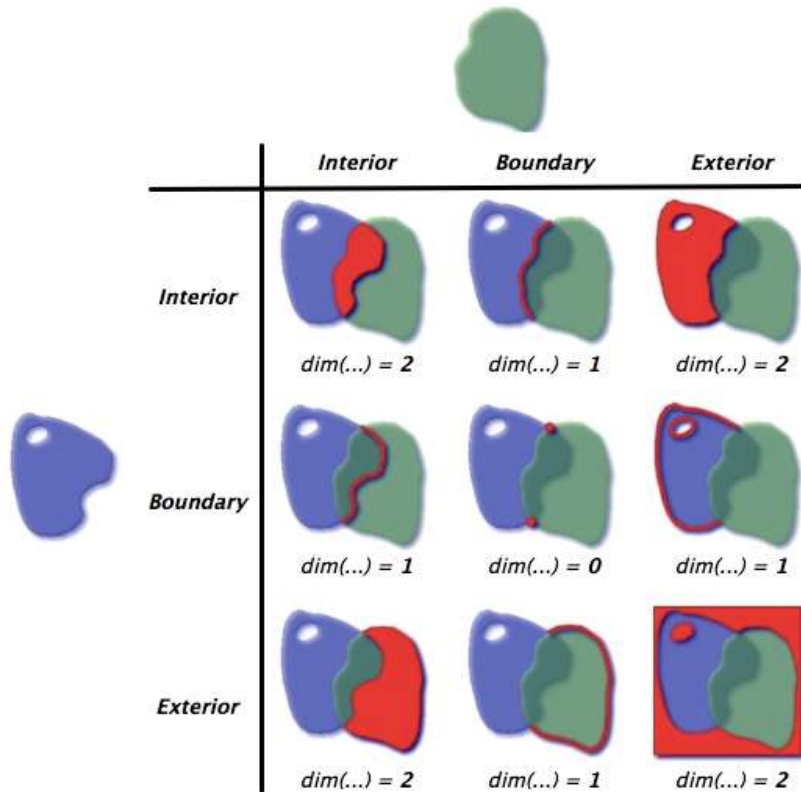 Interior Boundary Exterior
Interior
dim(...) = 2 dim(...) = 1 dim(...) = 2
Boundary
dim(...) = 1 dim(...) = 0 dim(...) = 1
Exterior
dim(...) = 2 dim(...) = 1 dim(...) = 2